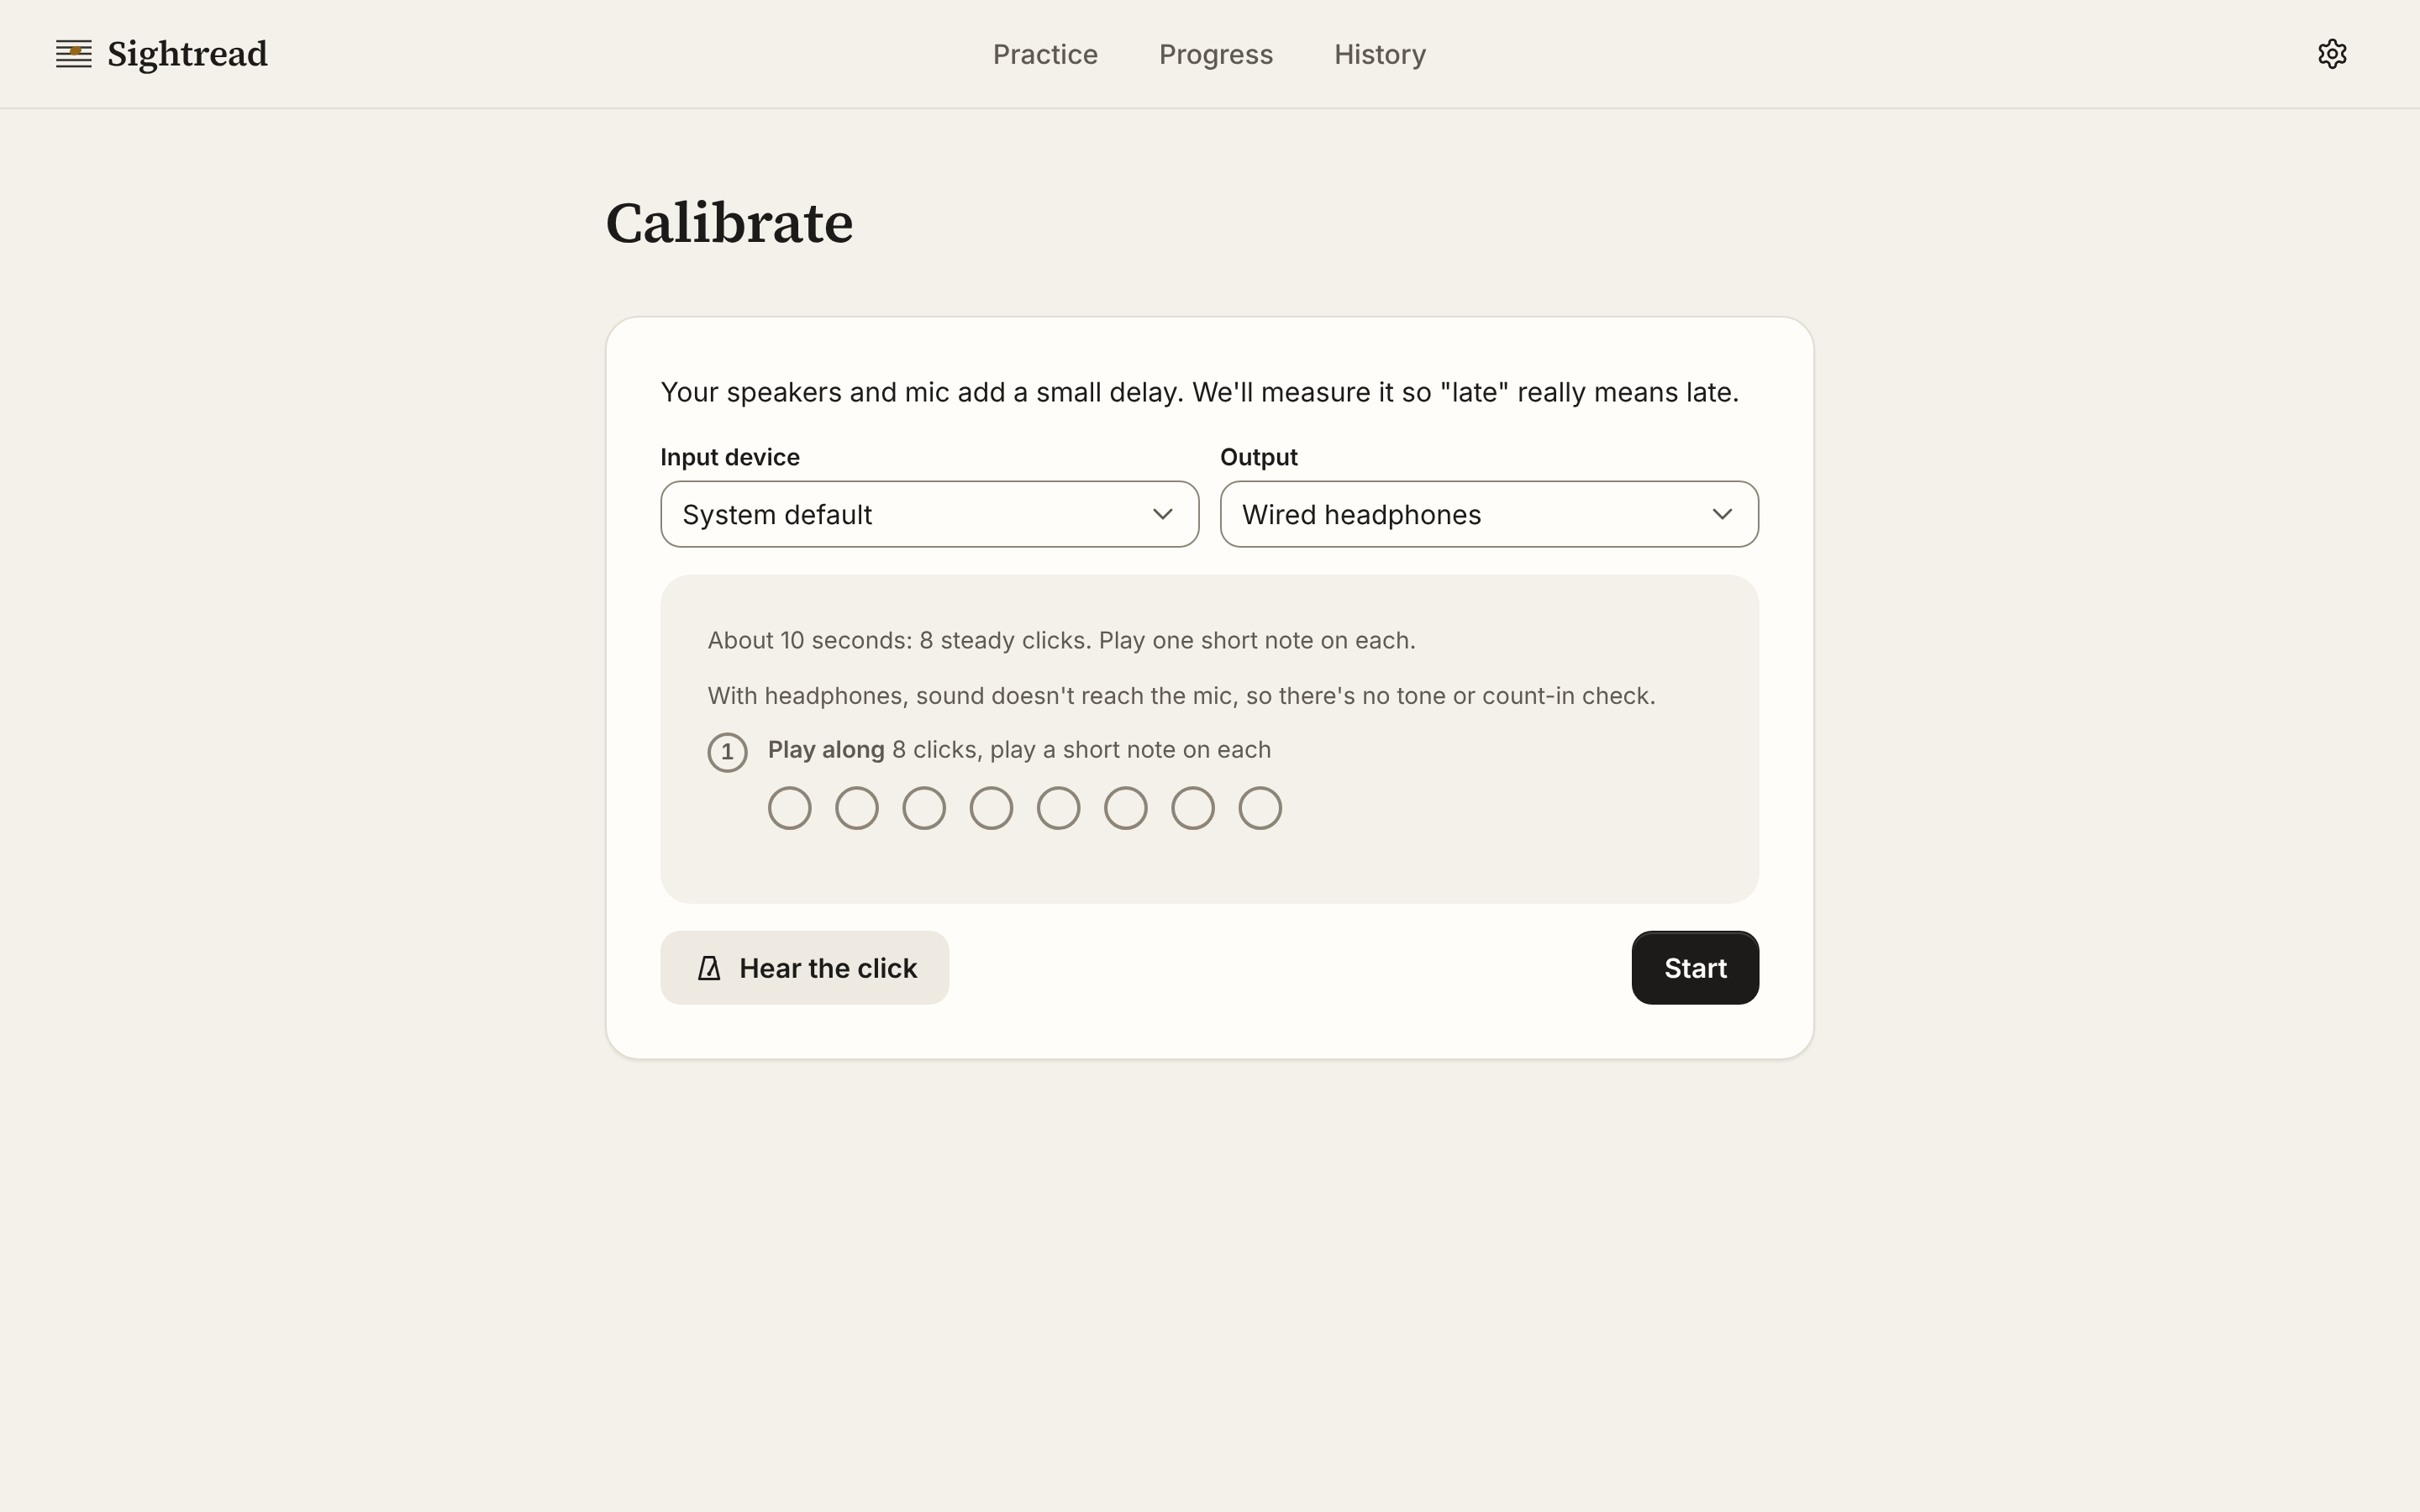 Sightread
Practice
Progress
History
Calibrate
Your speakers and mic add a small delay. We'll measure it so "late" really means late.
Input device
Output
System default
Wired headphones
About 10 seconds: 8 steady clicks. Play one short note on each.
With headphones, sound doesn't reach the mic, so there's no tone or count-in check.
1
Play along 8 clicks, play a short note on each
Hear the click
Start